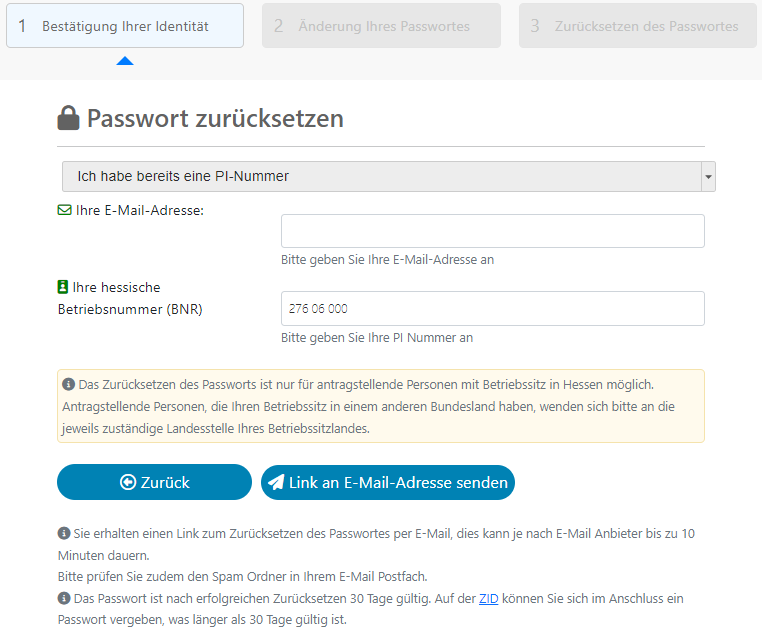 1 Bestätigung Ihrer Identität
2 Änderung Ihres Passwortes
3 Zurücksetzen des Passwortes
Passwort zurücksetzen
Ich habe bereits eine PI-Nummer
Ihre E-Mail-Adresse:
Bitte geben Sie Ihre E-Mail-Adresse an
Ihre hessische
Betriebsnummer (BNR)
276 06 000
Bitte geben Sie Ihre PI Nummer an
Das Zurücksetzen des Passworts ist nur für antragstellende Personen mit Betriebssitz in Hessen möglich.
Antragstellende Personen, die Ihren Betriebssitz in einem anderen Bundesland haben, wenden sich bitte an die
jeweils zuständige Landesstelle Ihres Betriebssitzlandes.
Zurück
Link an E-Mail-Adresse senden
Sie erhalten einen Link zum Zurücksetzen des Passwortes per E-Mail, dies kann je nach E-Mail Anbieter bis zu 10
Minuten dauern.
Bitte prüfen Sie zudem den Spam Ordner in Ihrem E-Mail Postfach.
Das Passwort ist nach erfolgreichen Zurücksetzen 30 Tage gültig. Auf der ZID können Sie sich im Anschluss ein
Passwort vergeben, was länger als 30 Tage gültig ist.